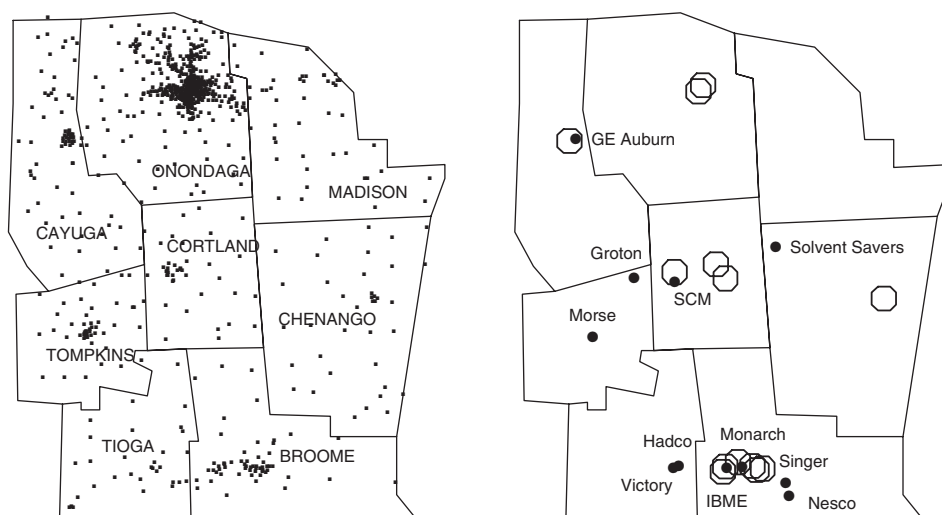 ONONDAGA
MADISON
CAYUGA
CORTLAND
CHENANGO
TOMPKINS
TIOGA
BROOME
GE Auburn
Groton
Solvent Savers
SCM
Morse
Hadco
Monarch
Victory
IBME
Singer
Nesco